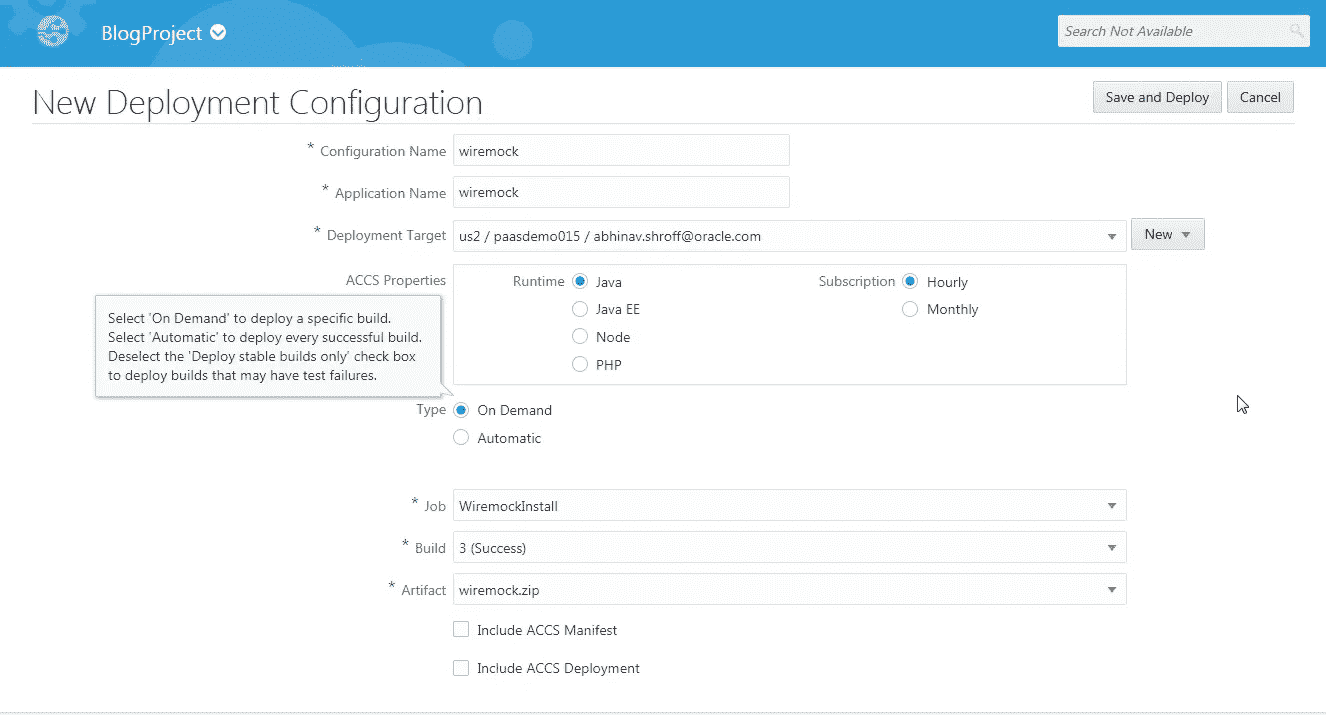 BlogProject
Search Not Available
New Deployment Configuration
Save and Deploy
Cancel
* Configuration Name
wiremock
* Application Name
wiremock
* Deployment Target
us2 / paasdemo015 / abhinav.shroff@oracle.com
New
ACCS Properties
Runtime
Java
Java EE
Node
PHP
Subscription
Hourly
Monthly
Select 'On Demand' to deploy a specific build.
Select 'Automatic' to deploy every successful build.
Deselect the 'Deploy stable builds only' check box
to deploy builds that may have test failures.
Type
On Demand
Automatic
* Job
WiremockInstall
* Build
3 (Success)
* Artifact
wiremock.zip
Include ACCS Manifest
Include ACCS Deployment